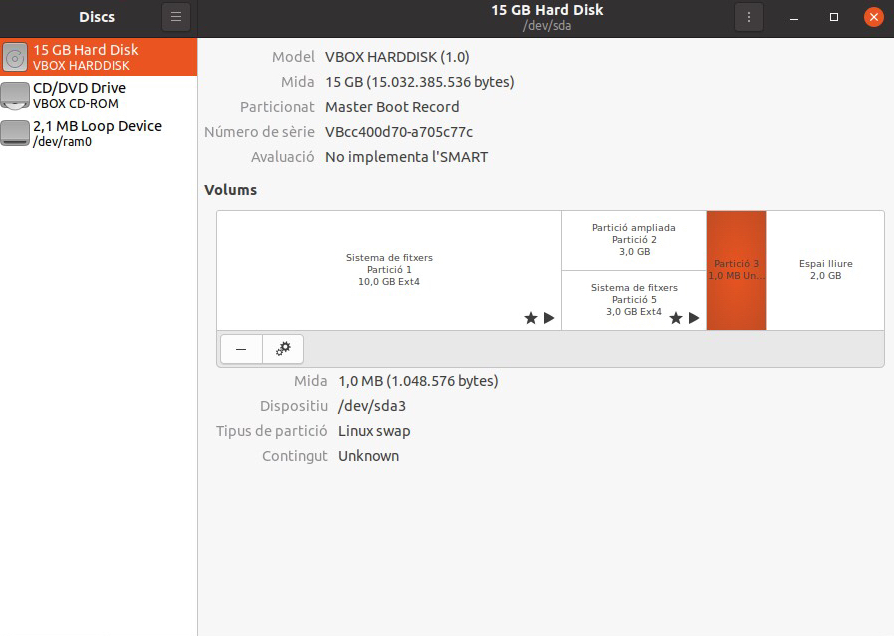 Discs
15 GB Hard Disk
/dev/sda
15 GB Hard Disk
VBOX HARDDISK
CD/DVD Drive
VBOX CD-ROM
2,1 MB Loop Device
/dev/ram0
Model VBOX HARDDISK (1.0)
Mida 15 GB (15.032.385.536 bytes)
Particionat Master Boot Record
Número de sèrie VBcc400d70-a705c77c
Avaluació No implementa l'SMART
Volums
Sistema de fitxers
Partició 1
10,0 GB Ext4
Partició ampliada
Partició 2
3,0 GB
Sistema de fitxers
Partició 5
3,0 GB Ext4
Partició 3
1,0 MB Un...
Espai lliure
2,0 GB
Mida 1,0 MB (1.048.576 bytes)
Dispositiu /dev/sda3
Tipus de partició Linux swap
Contingut Unknown